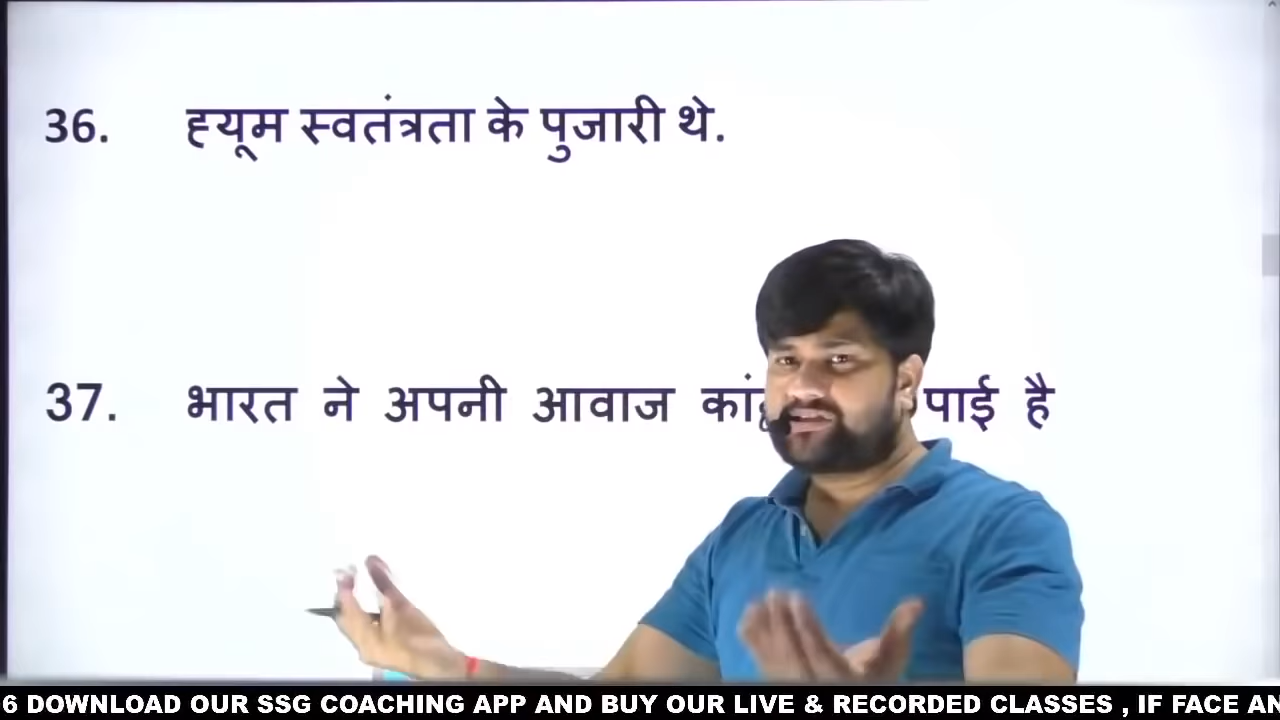 36. ह्यूम स्वतंत्रता के पुजारी थे.
37. भारत ने अपनी आवाज पाई है
6 DOWNLOAD OUR SSG COACHING APP AND BUY OUR LIVE & RECORDED CLASSES , IF FACE AN